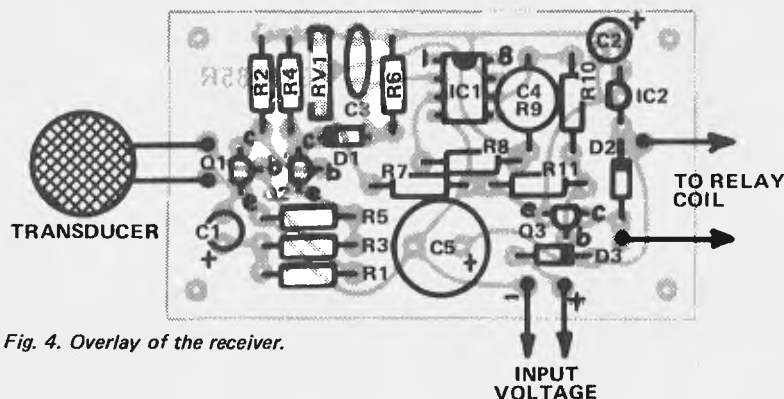 R2
R4
RV1
C3
R6
1
8
IC1
C4
R9
R10
C2
+
IC2
D1
D2
Q1
c
b
e
c
b
e
R7
R8
R11
TO RELAY
COIL
TRANSDUCER
C1
+
R5
R3
R1
C5
+
e
c
b
Q3
D3
-
+
Fig. 4. Overlay of the receiver.
INPUT
VOLTAGE